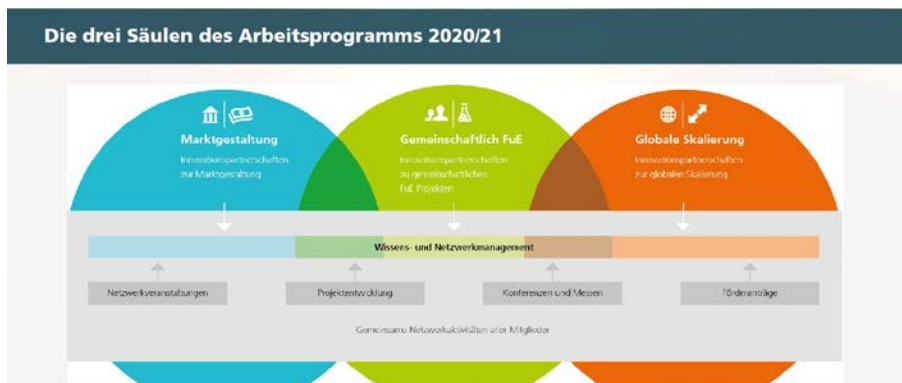 Die drei Säulen des Arbeitsprogramms 2020/21
Marktgestaltung
Innovationspartnerschaften
zur Marktgestaltung
Gemeinschaftlich FuE
Innovationspartnerschaften
zu gemeinschaftlichen
FuE Projekten
Globale Skalierung
Innovationspartnerschaften
zur globalen Skalierung
Wissens- und Netzwerkmanagement
Netzwerkveranstaltungen
Projektentwicklung
Konferenzen und Messen
Förderanträge
Gemeinsame Netzwerkaktivitäten aller Mitglieder